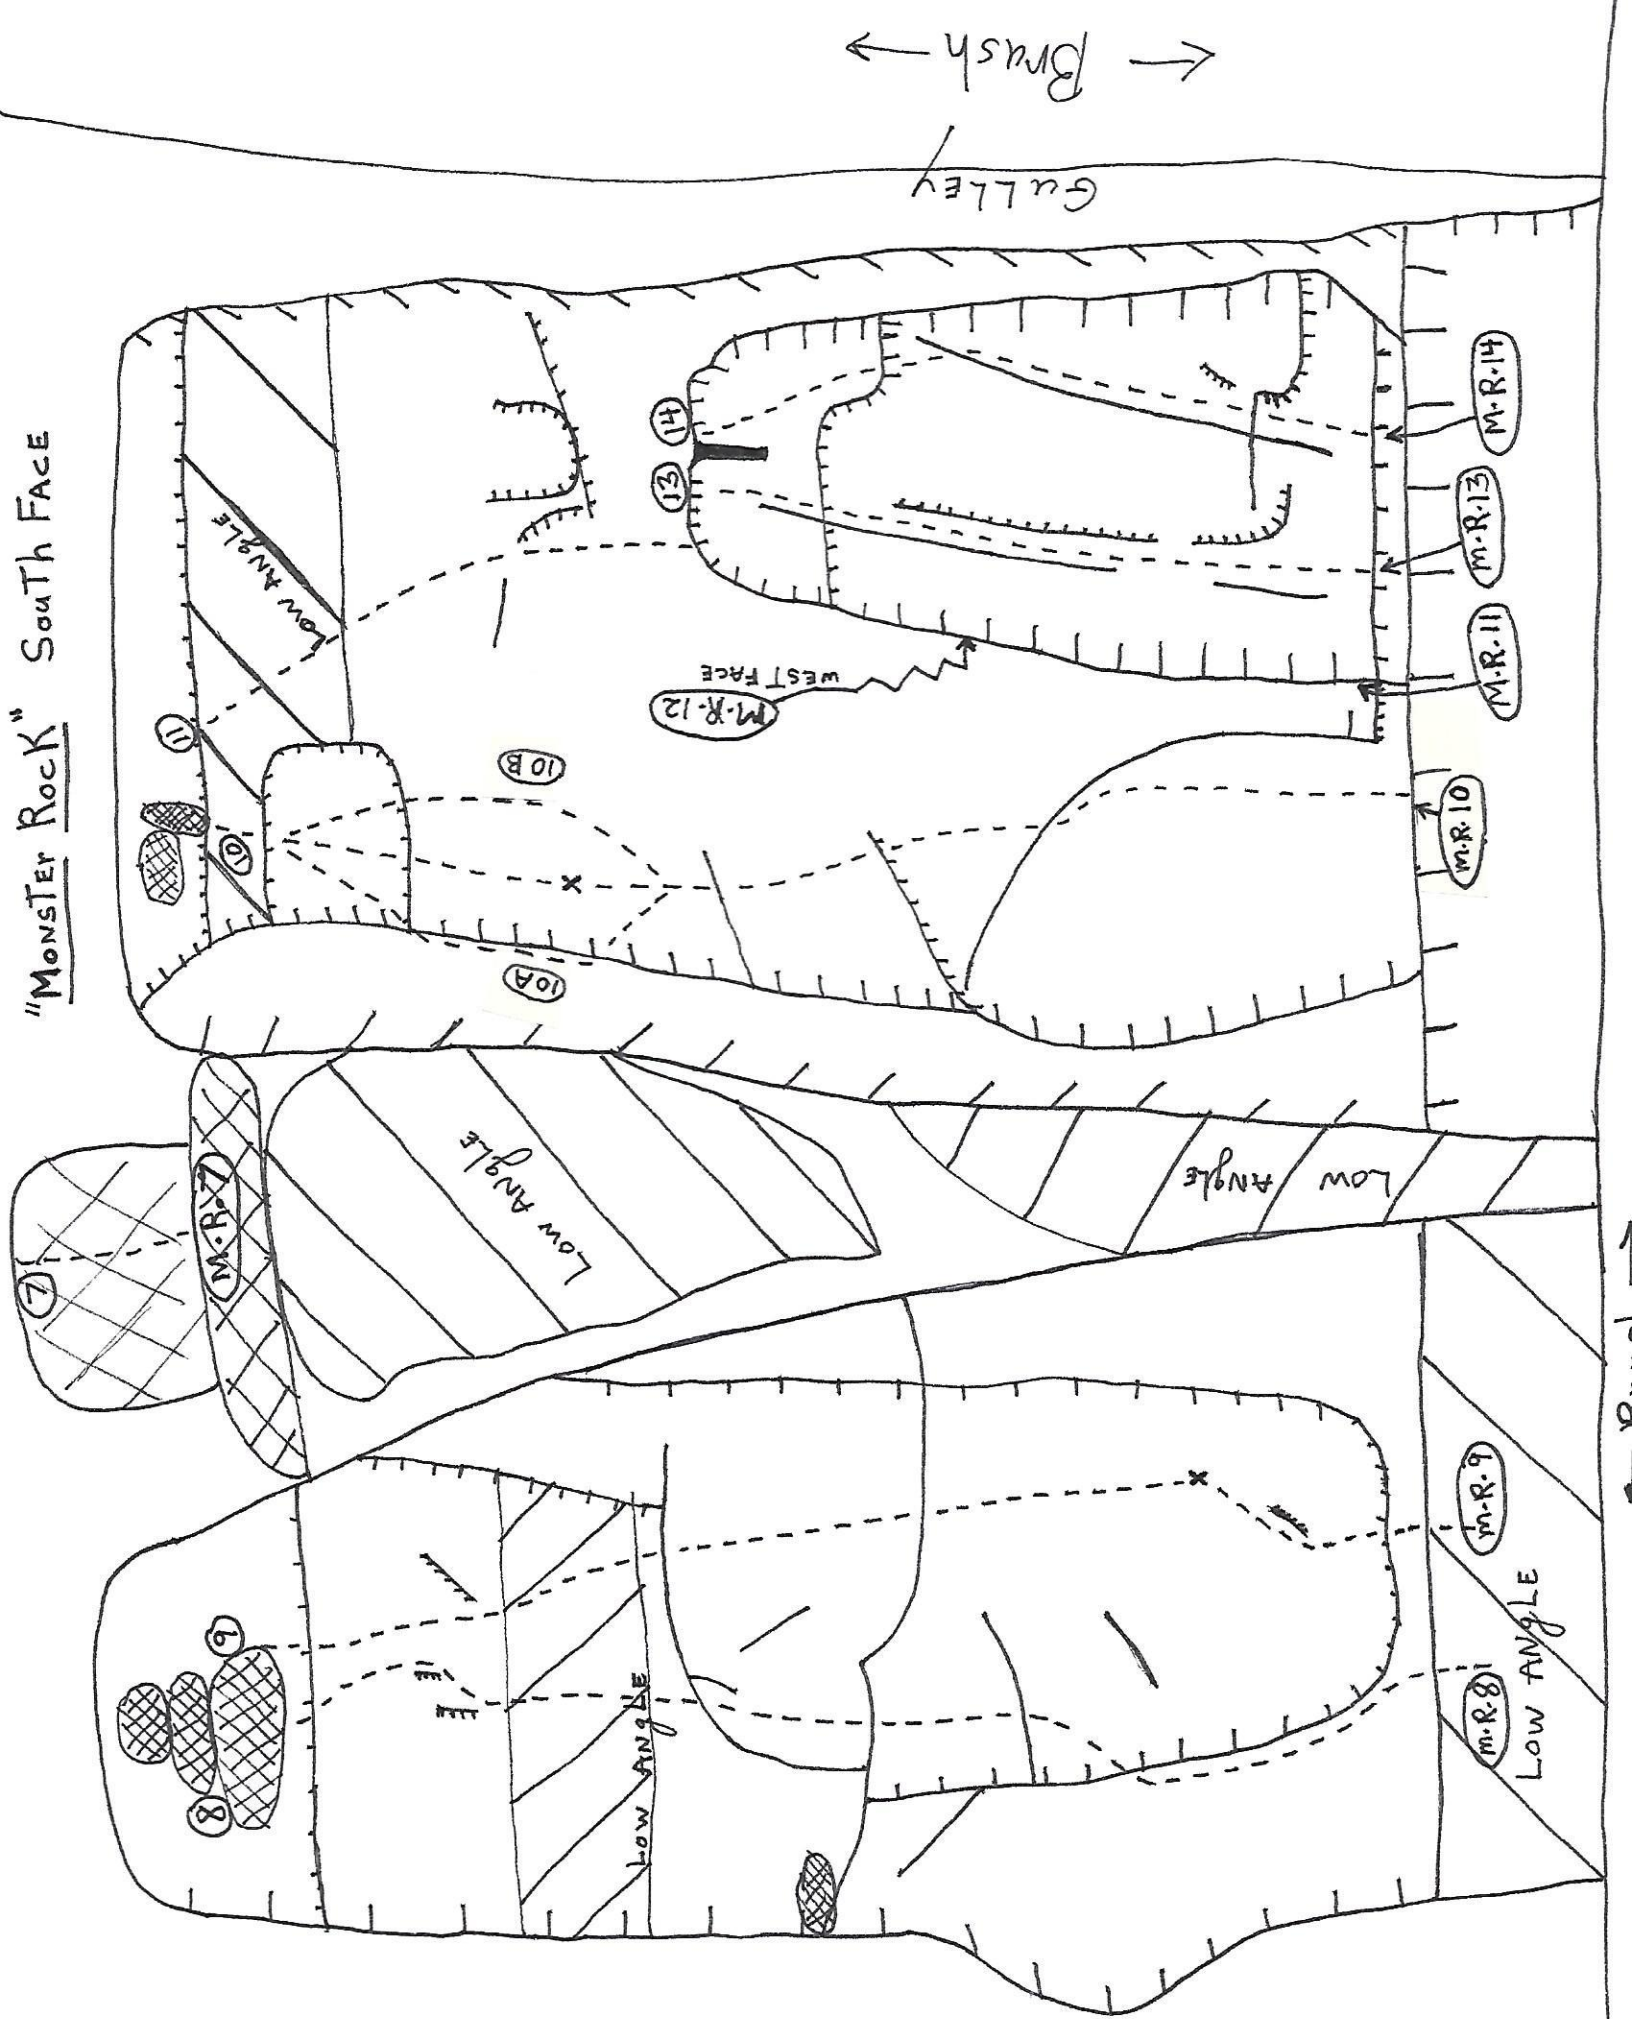 "MONSTER ROCK" SOUTH FACE
7
M.R.7
8
9
10
11
LOW ANGLE
LOW ANGLE
10A
10B
LOW ANGLE
13
14
M.R.12
WEST FACE
GULLEY
← Brush →
LOW
ANGLE
M.R.8
M.R.9
M.R.10
M.R.11
M.R.13
M.R.14
LOW ANGLE